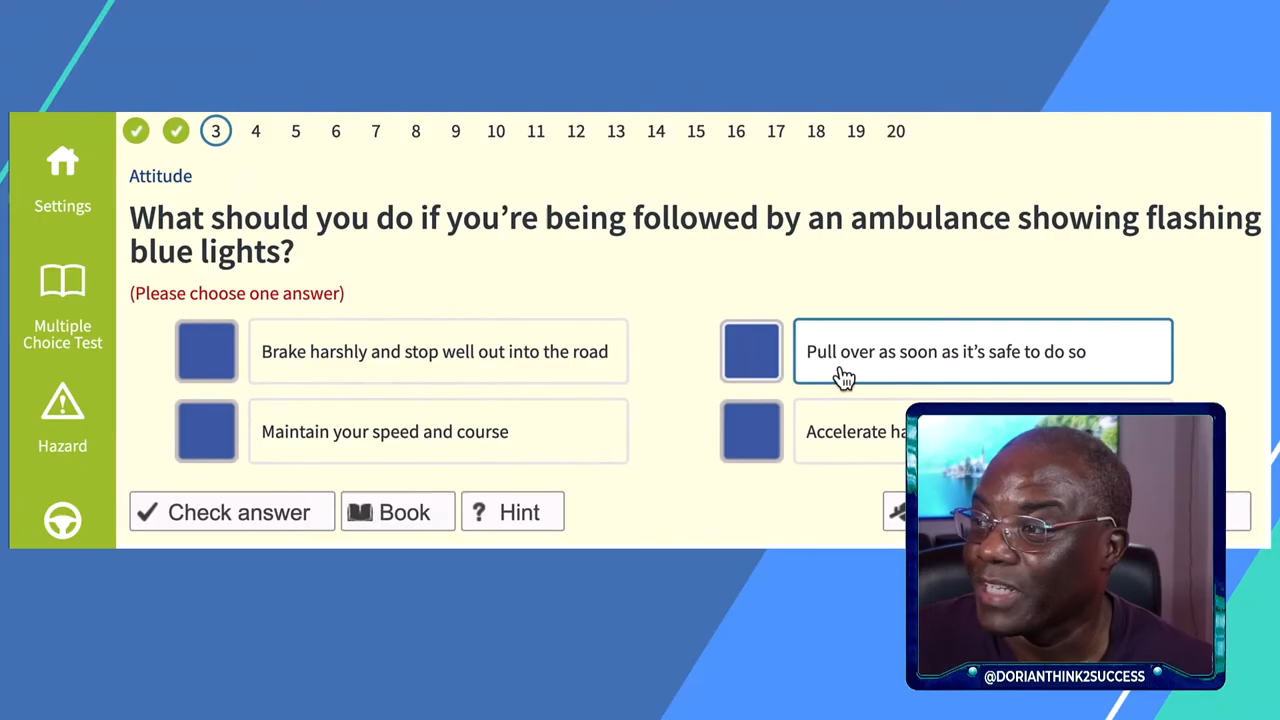 3 4 5 6 7 8 9 10 11 12 13 14 15 16 17 18 19 20
Settings
Multiple
Choice Test
Hazard
Attitude
What should you do if you’re being followed by an ambulance showing flashing
blue lights?
(Please choose one answer)
Brake harshly and stop well out into the road
Pull over as soon as it’s safe to do so
Maintain your speed and course
Accelerate
Check answer
Book
? Hint
@DORIANTHINK2SUCCESS